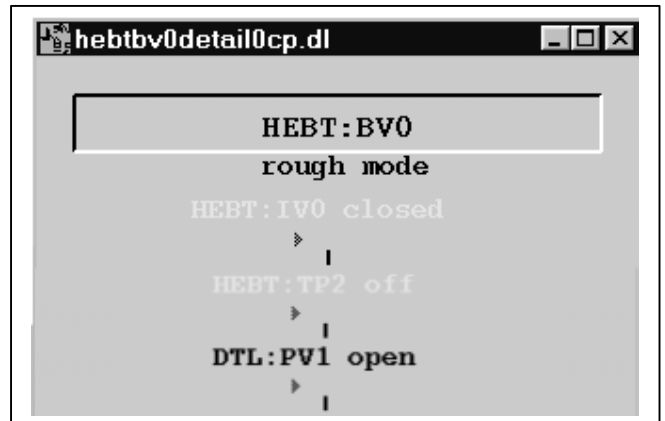 hebtbv0detail0cp.dl
HEBT:BV0
rough mode
HEBT:IV0 closed
HEBT:TP2 off
DTL:PV1 open